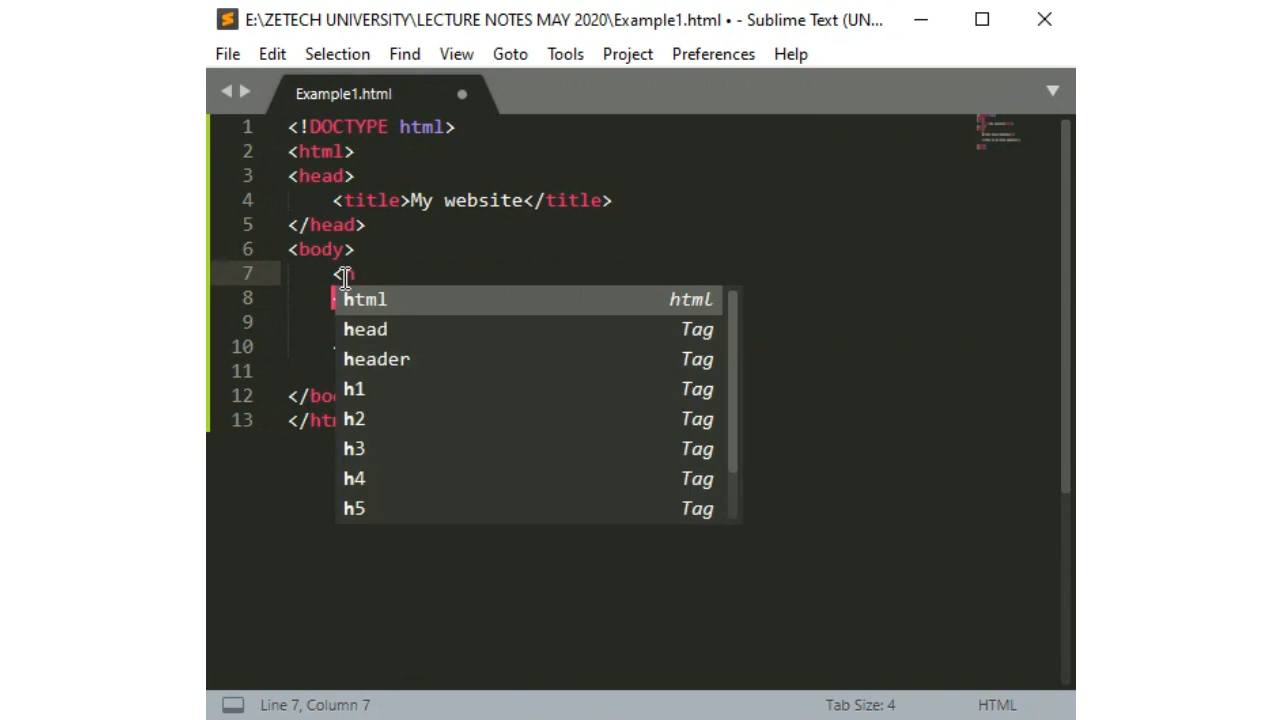 E:\ZETECH UNIVERSITY\LECTURE NOTES MAY 2020\Example1.html • - Sublime Text (UN...
File Edit Selection Find View Goto Tools Project Preferences Help
Example1.html
1 <!DOCTYPE html>
2 <html>
3 <head>
4 <title>My website</title>
5 </head>
6 <body>
7 <h
8
9
10
11
12 </bo
13 </ht
html html
head Tag
header Tag
h1 Tag
h2 Tag
h3 Tag
h4 Tag
h5 Tag
Line 7, Column 7 Tab Size: 4 HTML